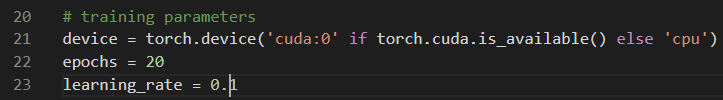 20 # training parameters
21 device = torch.device('cuda:0' if torch.cuda.is_available() else 'cpu')
22 epochs = 20
23 learning_rate = 0.1